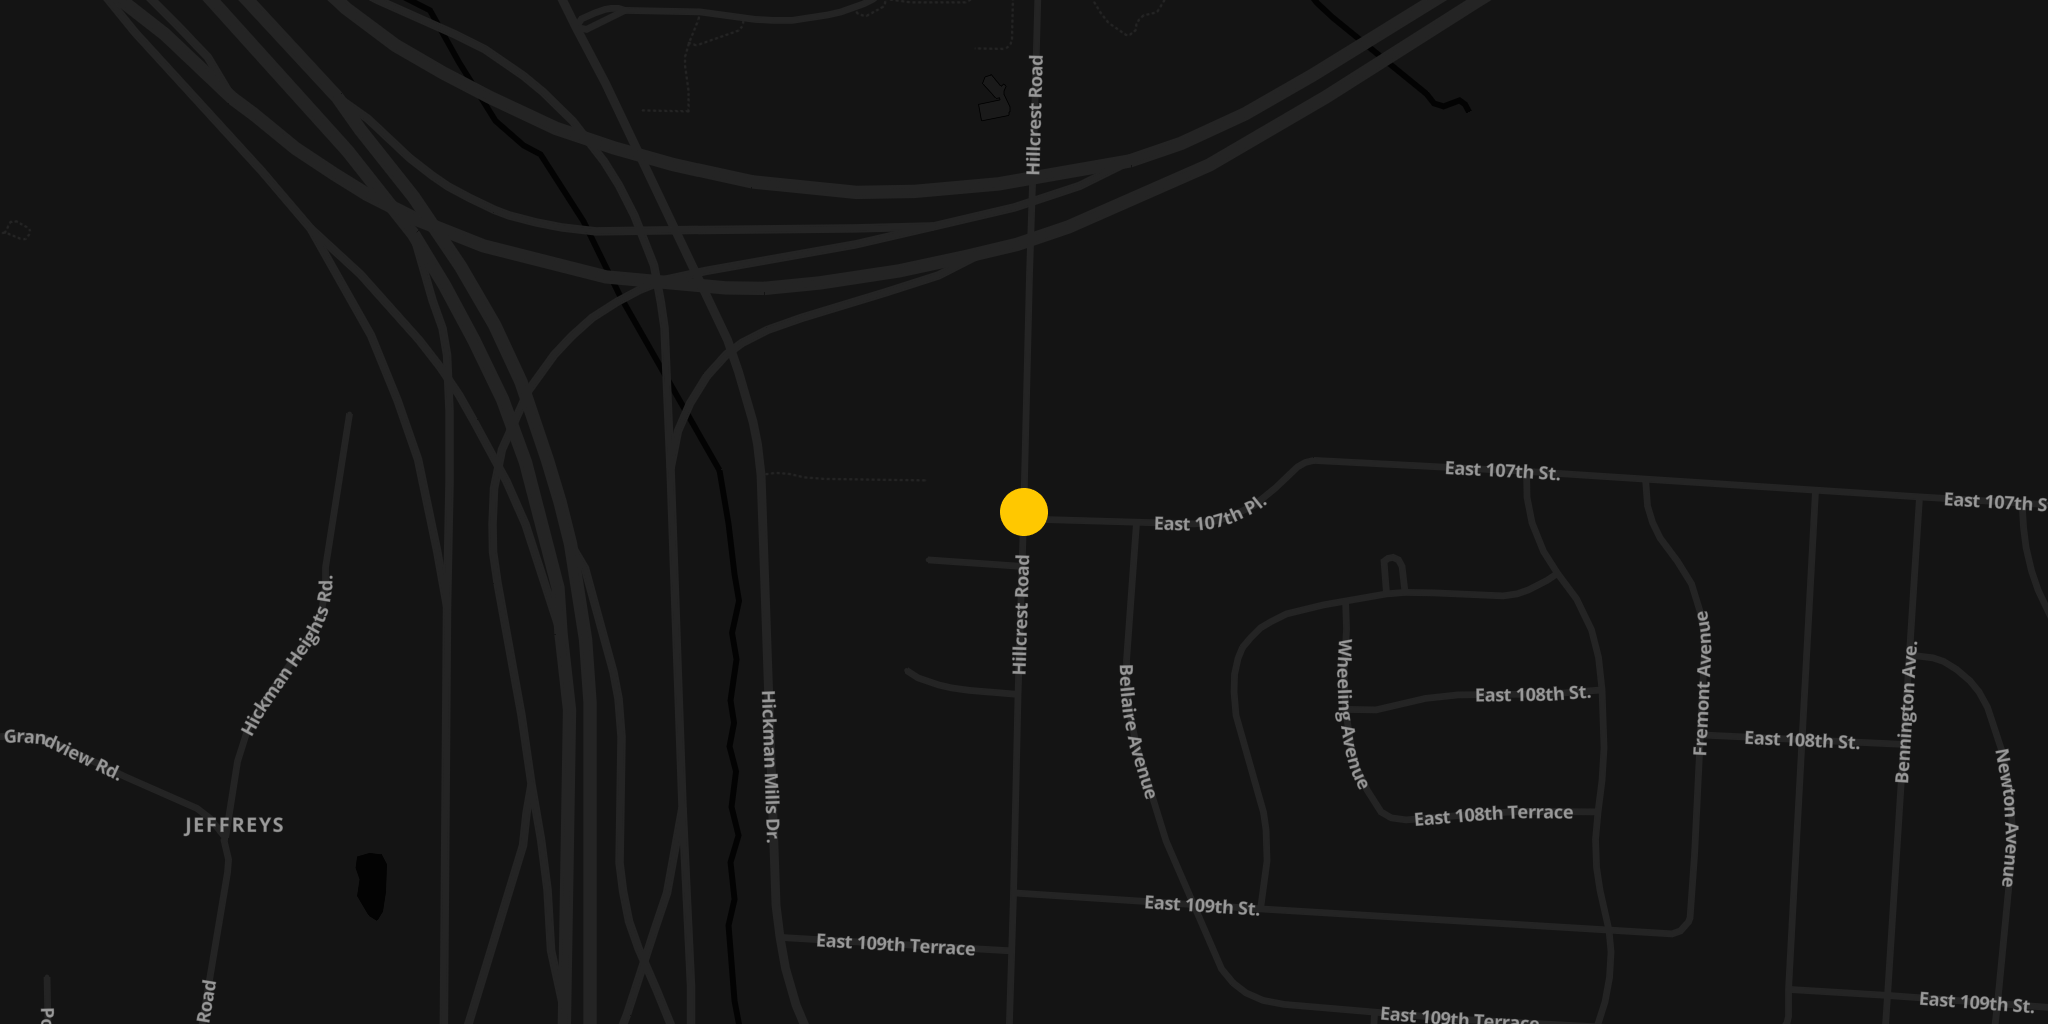 Hillcrest Road
East 107th St.
East 107th S
East 107th Pl.
Hillcrest Road
Hickman Heights Rd.
Grandview Rd.
JEFFREYS
Hickman Mills Dr.
Bellaire Avenue
Wheeling Avenue
East 108th St.
Fremont Avenue
East 108th St.
Bennington Ave.
Newton Avenue
East 108th Terrace
East 109th St.
East 109th Terrace
Road
Po
East 109th Terrace
East 109th St.